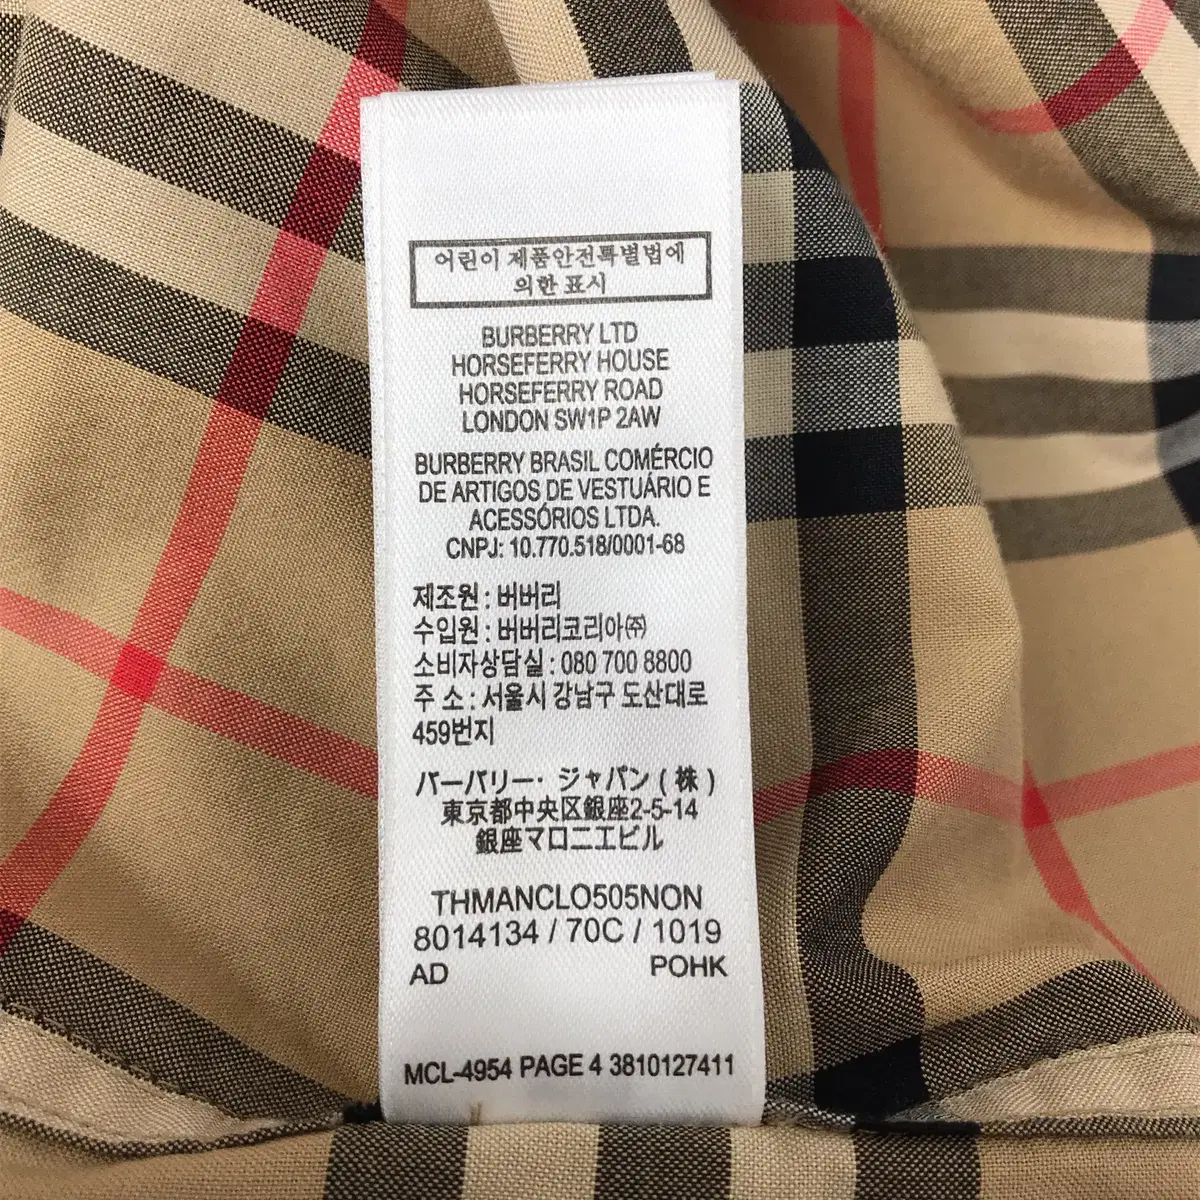 어린이 제품안전특별법에
의한 표시
BURBERRY LTD
HORSEFERRY HOUSE
HORSEFERRY ROAD
LONDON SW1P 2AW
BURBERRY BRASIL COMÉRCIO
DE ARTIGOS DE VESTUÁRIO E
ACESSÓRIOS LTDA.
CNPJ: 10.770.518/0001-68
제조원 : 버버리
수입원 : 버버리코리아㈜
소비자상담실 : 080 700 8800
주 소 : 서울시 강남구 도산대로
459번지
バーバリー・ジャパン(株)
東京都中央区銀座2-5-14
銀座マロニエビル
THMANCLO505NON
8014134 / 70C / 1019
AD POHK
MCL-4954 PAGE 4 3810127411